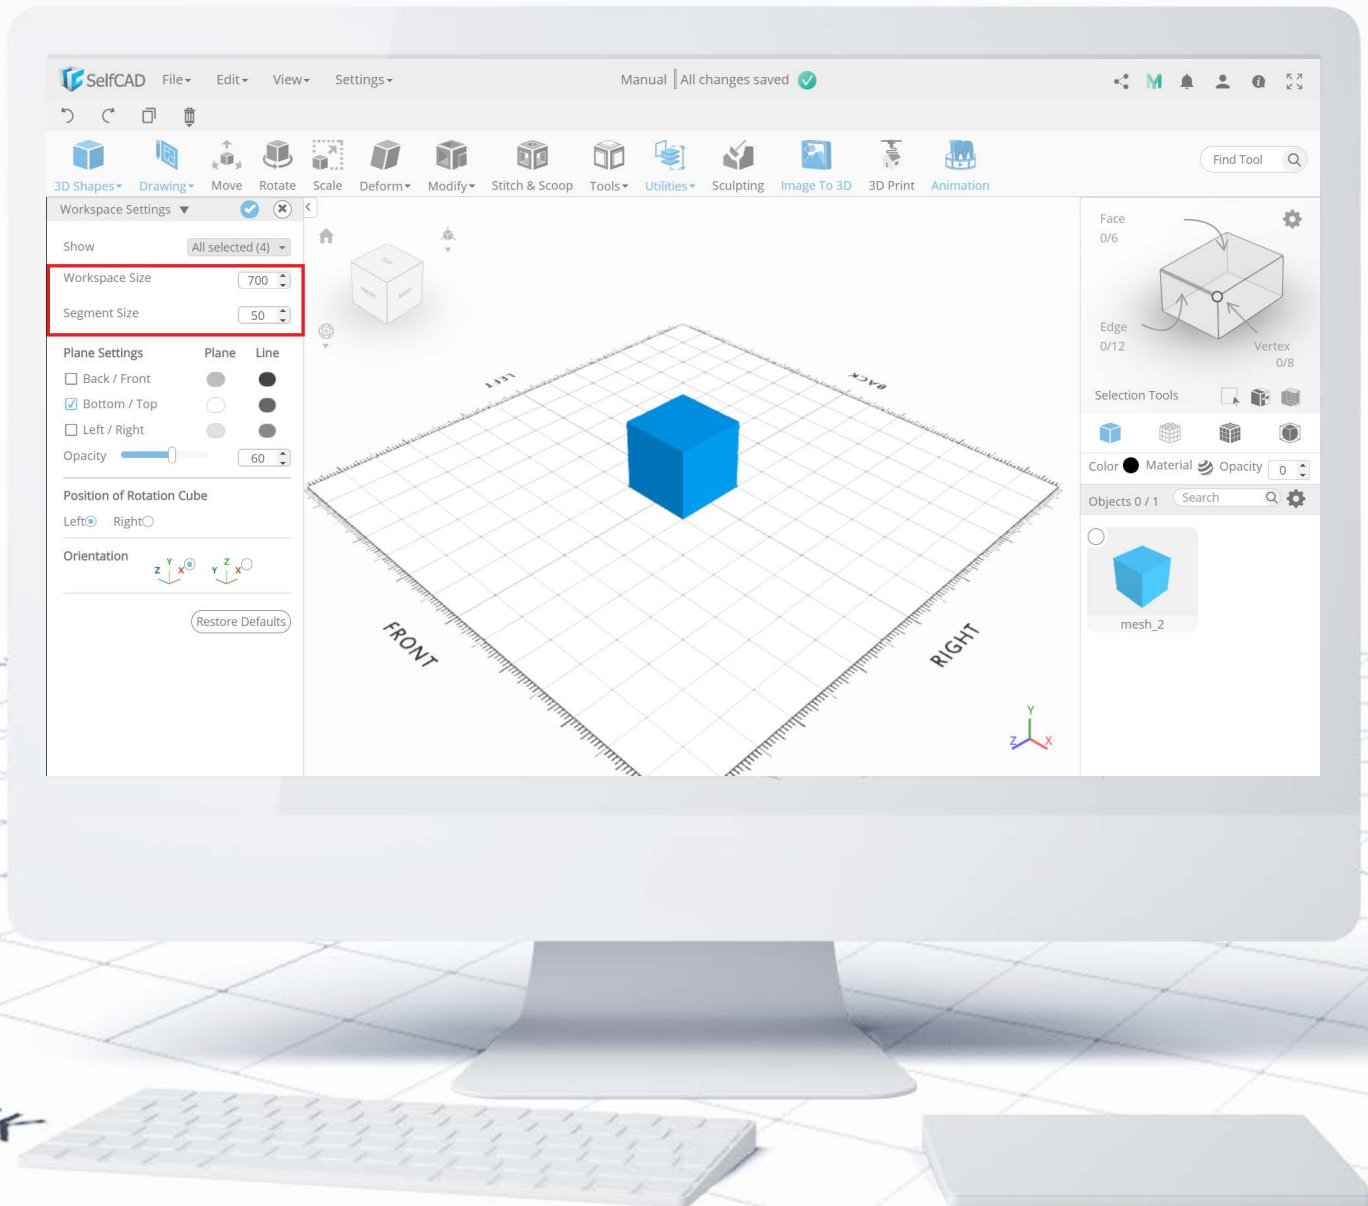 SelfCAD File Edit View Settings Manual All changes saved
3D Shapes Drawing Move Rotate Scale Deform Modify Stitch & Scoop Tools Utilities Sculpting Image To 3D 3D Print Animation Find Tool
Workspace Settings
Show All selected (4)
Workspace Size 700
Segment Size 50
Plane Settings Plane Line
Back / Front
Bottom / Top
Left / Right
Opacity 60
Position of Rotation Cube
Left Right
Orientation
Z Y X Y Z X
Restore Defaults
LEFT
BACK
FRONT
RIGHT
Y
Z X
Face
0/6
Edge
0/12
Vertex
0/8
Selection Tools
Color Material Opacity 0
Objects 0 / 1 Search
mesh_2